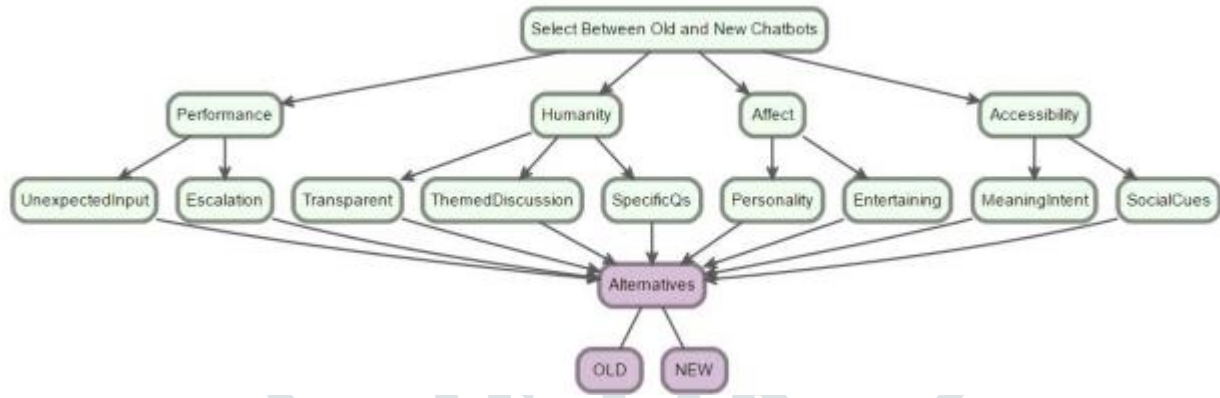 Select Between Old and New Chatbots
Performance
Humanity
Affect
Accessibility
UnexpectedInput
Escalation
Transparent
ThemedDiscussion
SpecificQs
Personality
Entertaining
MeaningIntent
SocialCues
Alternatives
OLD
NEW